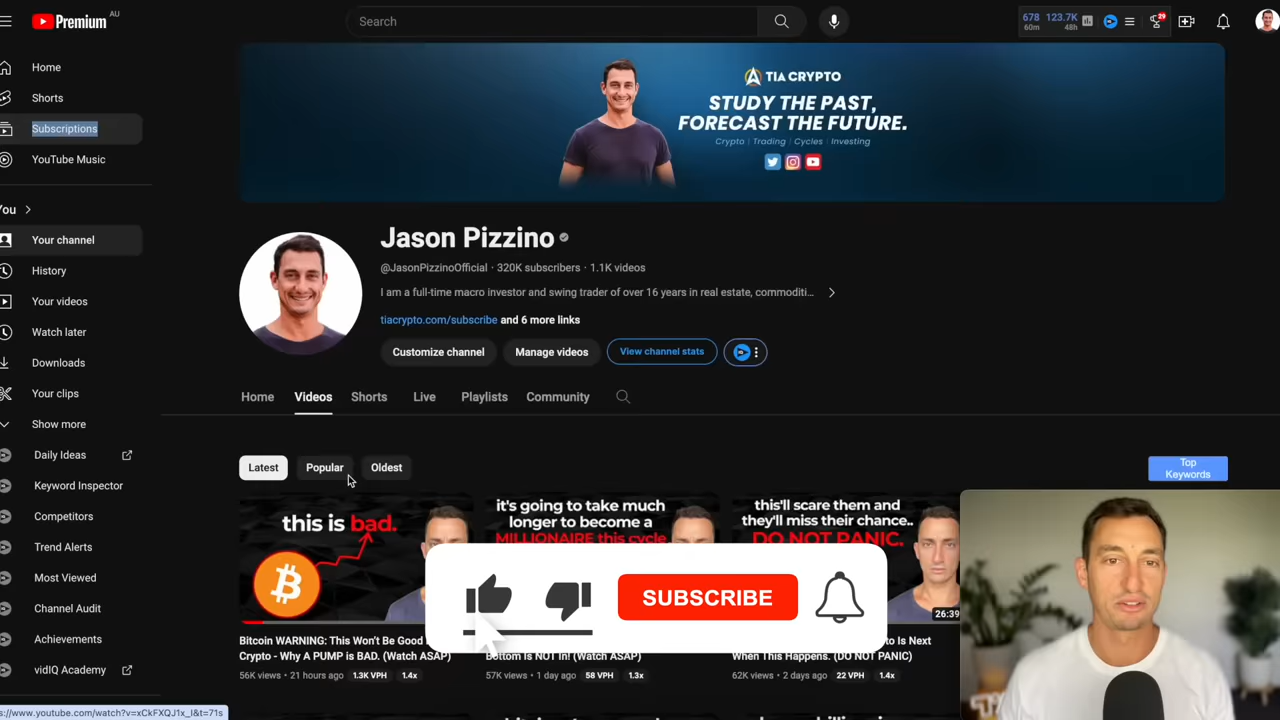 Premium
AU
Search
678
60m
123.7K
48h
29
Home
Shorts
Subscriptions
YouTube Music
You
Your channel
History
Your videos
Watch later
Downloads
Your clips
Show more
Daily Ideas
Keyword Inspector
Competitors
Trend Alerts
Most Viewed
Channel Audit
Achievements
vidIQ Academy
s://www.youtube.com/watch?v=xCkFXQJ1x_I&t=71s
TIA CRYPTO
STUDY THE PAST,
FORECAST THE FUTURE.
Crypto | Trading | Cycles | Investing
Jason Pizzino
@JasonPizzinoOfficial · 320K subscribers · 1.1K videos
I am a full-time macro investor and swing trader of over 16 years in real estate, commoditi...
tiacrypto.com/subscribe and 6 more links
Customize channel
Manage videos
View channel stats
Home
Videos
Shorts
Live
Playlists
Community
Latest
Popular
Oldest
Top
Keywords
this is bad.
Bitcoin WARNING: This Won't Be Good
Crypto - Why A PUMP is BAD. (Watch ASAP)
56K views · 21 hours ago
1.3K VPH
1.4x
it's going to take much
longer to become a
MILLIONAIRE this cycle
Bottom Is NOT In! (Watch ASAP)
57K views · 1 day ago
58 VPH
1.3x
this'll scare them and
they'll miss their chance..
DO NOT PANIC.
26:39
to Is Next
When This Happens. (DO NOT PANIC)
62K views · 2 days ago
22 VPH
1.4x
SUBSCRIBE